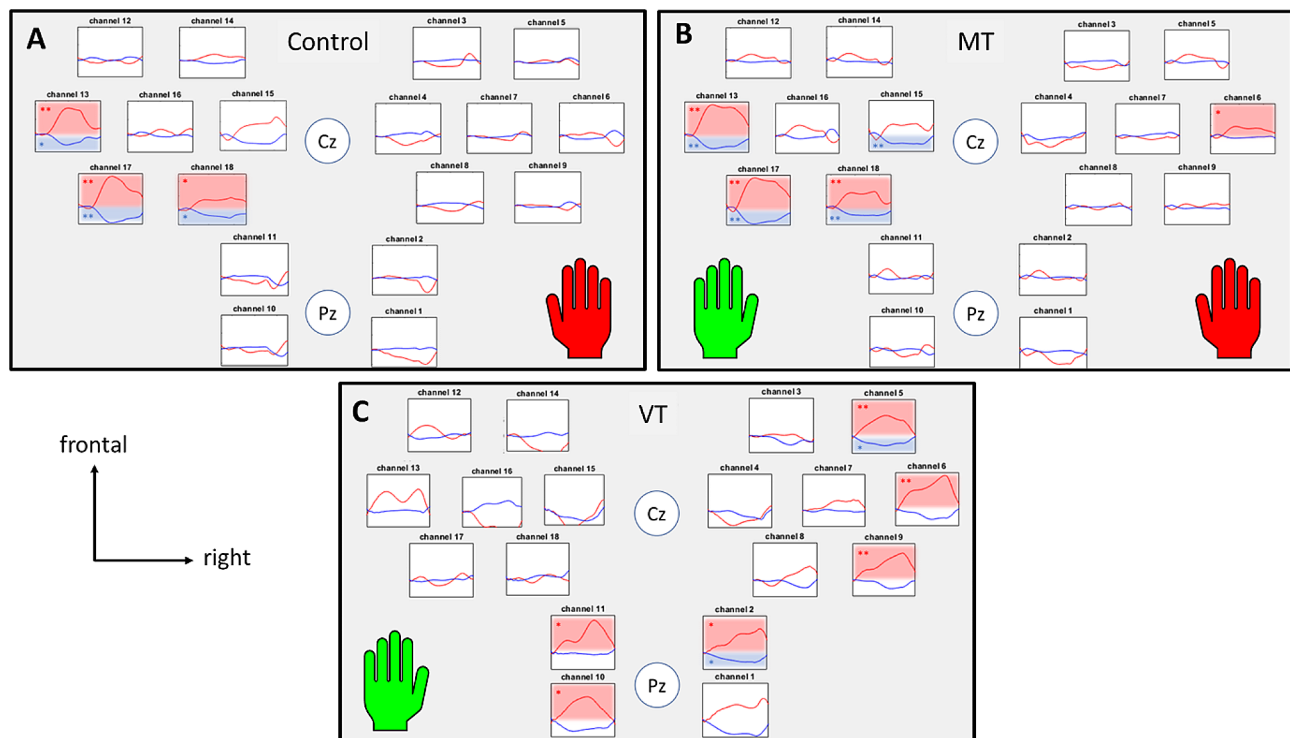 A Control
channel 12 channel 14 channel 3 channel 5
channel 13 channel 16 channel 15 channel 4 channel 7 channel 6
**
*
Cz
channel 17 channel 18 channel 8 channel 9
** *
** *
channel 11 channel 2
Pz
channel 10 channel 1
B MT
channel 12 channel 14 channel 3 channel 5
channel 13 channel 16 channel 15 channel 4 channel 7 channel 6
** *
** **
Cz
channel 17 channel 18 channel 8 channel 9
** **
** **
channel 11 channel 2
Pz
channel 10 channel 1
C VT
channel 12 channel 14 channel 3 channel 5
**
*
channel 13 channel 16 channel 15 channel 4 channel 7 channel 6
**
Cz
channel 17 channel 18 channel 8 channel 9
**
channel 11 channel 2
* *
*
Pz
channel 10 channel 1
*
frontal
right